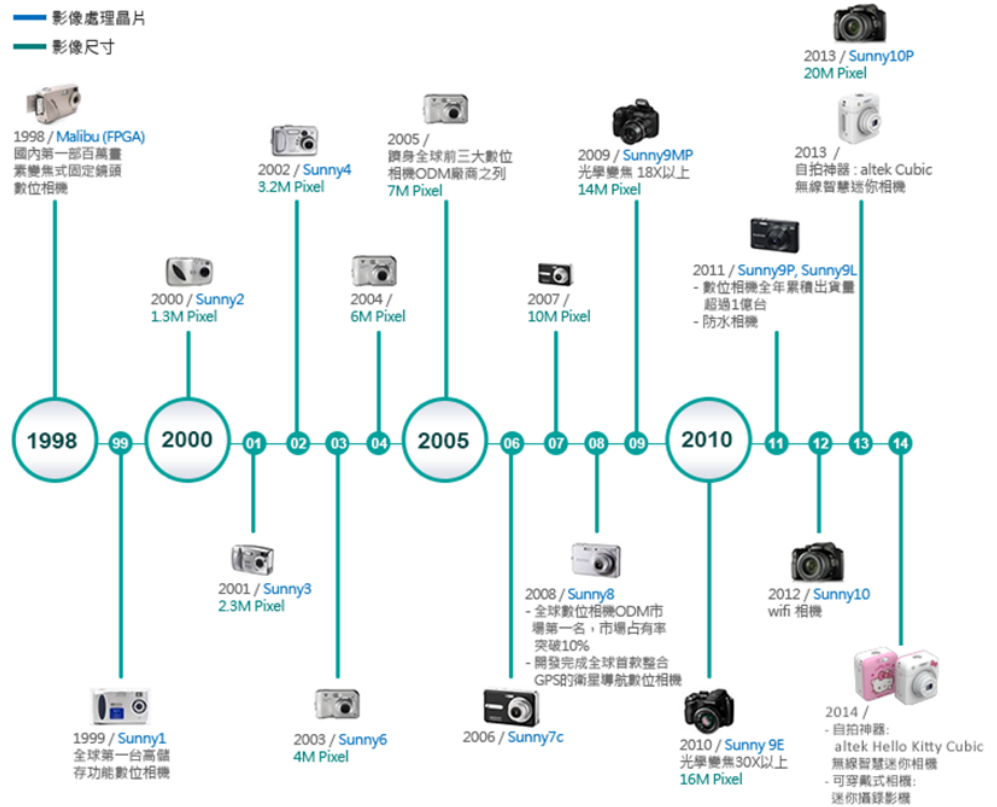 影像處理晶片
影像尺寸
1998 / Malibu (FPGA)
國內第一部百萬畫
素變焦式固定鏡頭
數位相機
2000 / Sunny2
1.3M Pixel
2002 / Sunny4
3.2M Pixel
2004 /
6M Pixel
2005 /
躋身全球前三大數位
相機ODM廠商之列
7M Pixel
2007 /
10M Pixel
2009 / Sunny9MP
光學變焦 18X以上
14M Pixel
2011 / Sunny9P, Sunny9L
- 數位相機全年累積出貨量
超過1億台
- 防水相機
2013 / Sunny10P
20M Pixel
2013 /
自拍神器 : altek Cubic
無線智慧迷你相機
1998 99 2000 01 02 03 04 2005 06 07 08 09 2010 11 12 13 14
1999 / Sunny1
全球第一台高儲
存功能數位相機
2001 / Sunny3
2.3M Pixel
2003 / Sunny6
4M Pixel
2006 / Sunny7c
2008 / Sunny8
- 全球數位相機ODM市
場第一名，市場占有率
突破10%
- 開發完成全球首款整合
GPS的衛星導航數位相機
2010 / Sunny 9E
光學變焦30X以上
16M Pixel
2012 / Sunny10
wifi 相機
2014 /
- 自拍神器:
altek Hello Kitty Cubic
無線智慧迷你相機
- 可穿戴式相機:
迷你攝錄影機